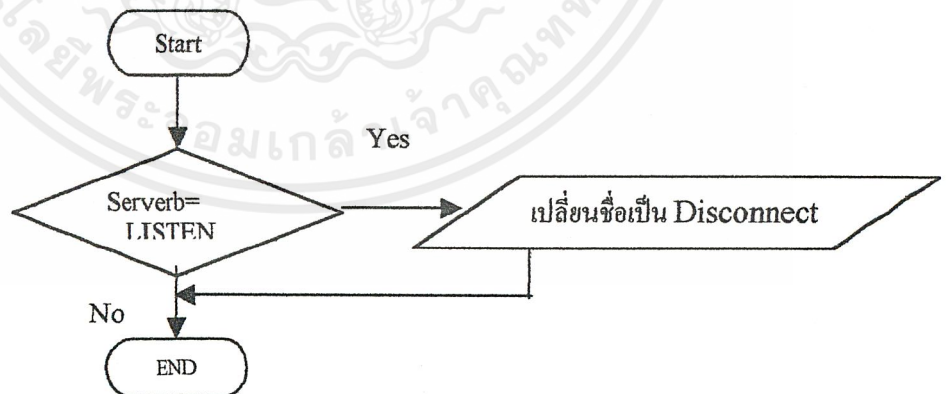 Start
Yes
Serverb=
LISTEN
เปลี่ยนชื่อเป็น Disconnect
No
END